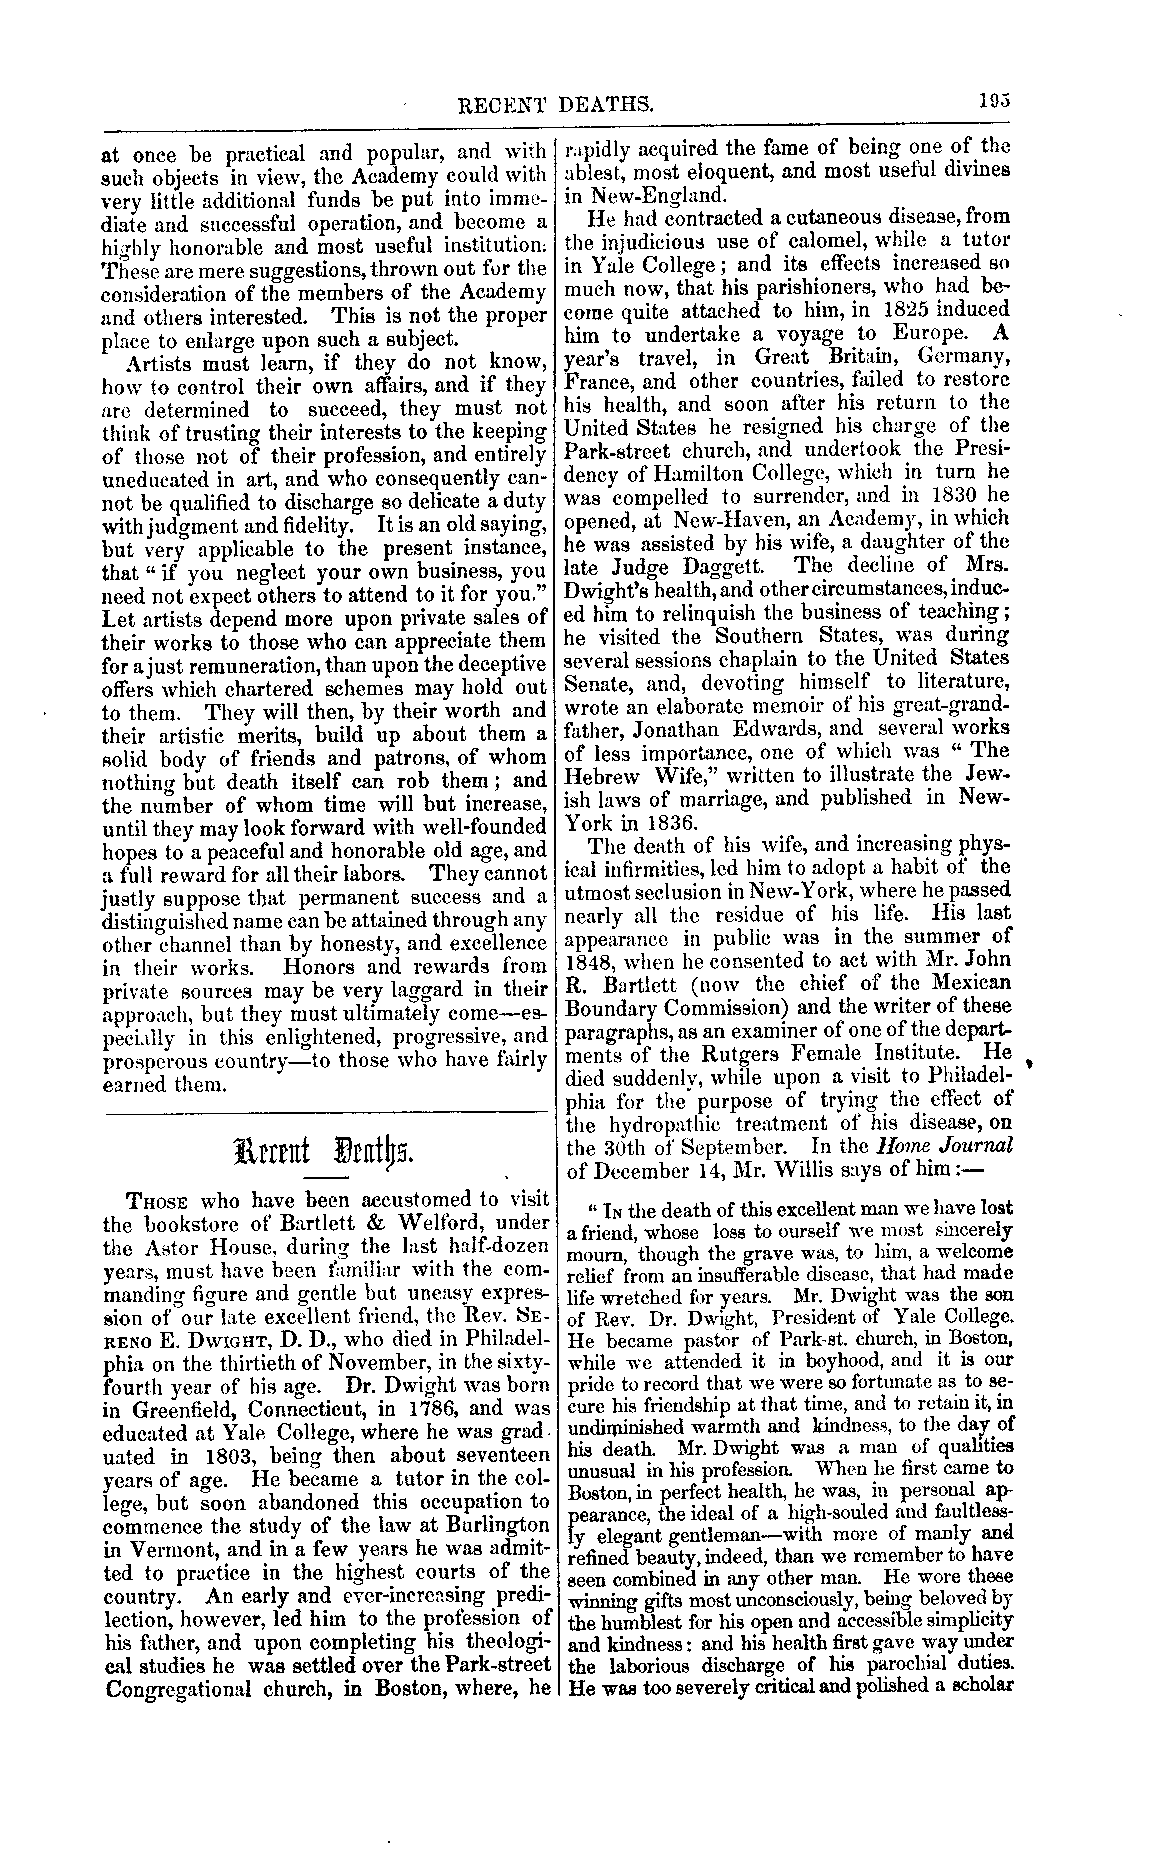 RECENT DEATHS.
195
at once be practical and popular, and with
such objects in view, the Academy could with
very little additional funds be put into imme-
diate and successful operation, and become a
highly honorable and most useful institution.
These are mere suggestions, thrown out for the
consideration of the members of the Academy
and others interested. This is not the proper
place to enlarge upon such a subject.
Artists must learn, if they do not know,
how to control their own affairs, and if they
are determined to succeed, they must not
think of trusting their interests to the keeping
of those not of their profession, and entirely
uneducated in art, and who consequently can-
not be qualified to discharge so delicate a duty
with judgment and fidelity. It is an old saying,
but very applicable to the present instance,
that “ if you neglect your own business, you
need not expect others to attend to it for you.”
Let artists depend more upon private sales of
their works to those who can appreciate them
for a just remuneration, than upon the deceptive
offers which chartered schemes may hold out
to them. They will then, by their worth and
their artistic merits, build up about them a
solid body of friends and patrons, of whom
nothing but death itself can rob them ; and
the number of whom time will but increase,
until they may look forward with well-founded
hopes to a peaceful and honorable old age, and
a full reward for all their labors. They cannot
justly suppose that permanent success and a
distinguished name can be attained through any
other channel than by honesty, and excellence
in their works. Honors and rewards from
private sources may be very laggard in their
approach, but they must ultimately come—es-
pecially in this enlightened, progressive, and
prosperous country—to those who have fairly
earned them.
Recent Deaths.
THOSE who have been accustomed to visit
the bookstore of Bartlett & Welford, under
the Astor House, during the last half-dozen
years, must have been familiar with the com-
manding figure and gentle but uneasy expres-
sion of our late excellent friend, the Rev. SE-
RENO E. DWIGHT, D. D., who died in Philadel-
phia on the thirtieth of November, in the sixty-
fourth year of his age. Dr. Dwight was born
in Greenfield, Connecticut, in 1786, and was
educated at Yale College, where he was grad-
uated in 1803, being then about seventeen
years of age. He became a tutor in the col-
lege, but soon abandoned this occupation to
commence the study of the law at Burlington
in Vermont, and in a few years he was admit-
ted to practice in the highest courts of the
country. An early and ever-increasing predi-
lection, however, led him to the profession of
his father, and upon completing his theologi-
cal studies he was settled over the Park-street
Congregational church, in Boston, where, he
rapidly acquired the fame of being one of the
ablest, most eloquent, and most useful divines
in New-England.
He had contracted a cutaneous disease, from
the injudicious use of calomel, while a tutor
in Yale College ; and its effects increased so
much now, that his parishioners, who had be-
come quite attached to him, in 1825 induced
him to undertake a voyage to Europe. A
year's travel, in Great Britain, Germany,
France, and other countries, failed to restore
his health, and soon after his return to the
United States he resigned his charge of the
Park-street church, and undertook the Presi-
dency of Hamilton College, which in turn he
was compelled to surrender, and in 1830 he
opened, at New-Haven, an Academy, in which
he was assisted by his wife, a daughter of the
late Judge Daggett. The decline of Mrs.
Dwight's health, and other circumstances, induc-
ed him to relinquish the business of teaching ;
he visited the Southern States, was during
several sessions chaplain to the United States
Senate, and, devoting himself to literature,
wrote an elaborate memoir of his great-grand-
father, Jonathan Edwards, and several works
of less importance, one of which was “ The
Hebrew Wife,” written to illustrate the Jew-
ish laws of marriage, and published in New-
York in 1836.
The death of his wife, and increasing phys-
ical infirmities, led him to adopt a habit of the
utmost seclusion in New-York, where he passed
nearly all the residue of his life. His last
appearance in public was in the summer of
1848, when he consented to act with Mr. John
R. Bartlett (now the chief of the Mexican
Boundary Commission) and the writer of these
paragraphs, as an examiner of one of the depart-
ments of the Rutgers Female Institute. He
died suddenly, while upon a visit to Philadel-
phia for the purpose of trying the effect of
the hydropathic treatment of his disease, on
the 30th of September. In the Home Journal
of December 14, Mr. Willis says of him :—
“ IN the death of this excellent man we have lost
a friend, whose loss to ourself we most sincerely
mourn, though the grave was, to him, a welcome
relief from an insufferable disease, that had made
life wretched for years. Mr. Dwight was the son
of Rev. Dr. Dwight, President of Yale College.
He became pastor of Park-st. church, in Boston,
while we attended it in boyhood, and it is our
pride to record that we were so fortunate as to se-
cure his friendship at that time, and to retain it, in
undiminished warmth and kindness, to the day of
his death. Mr. Dwight was a man of qualities
unusual in his profession. When he first came to
Boston, in perfect health, he was, in personal ap-
pearance, the ideal of a high-souled and faultless-
ly elegant gentleman—with more of manly and
refined beauty, indeed, than we remember to have
seen combined in any other man. He wore these
winning gifts most unconsciously, being beloved by
the humblest for his open and accessible simplicity
and kindness : and his health first gave way under
the laborious discharge of his parochial duties.
He was too severely critical and polished a scholar